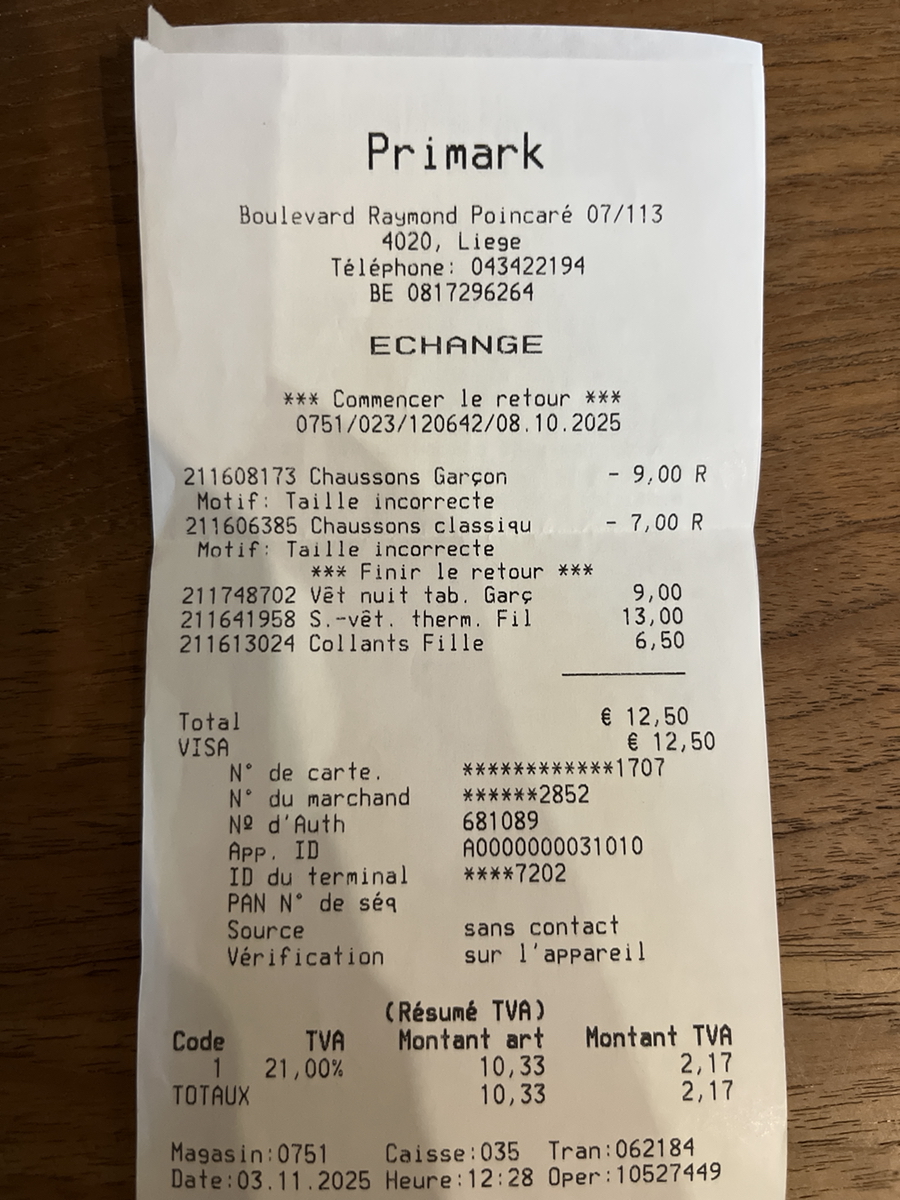 Primark
Boulevard Raymond Poincaré 07/113
4020, Liege
Téléphone: 043422194
BE 0817296264
ECHANGE
*** Commencer le retour ***
0751/023/120642/08.10.2025
211608173 Chaussons Garçon - 9,00 R
Motif: Taille incorrecte
211606385 Chaussons classiqu - 7,00 R
Motif: Taille incorrecte
*** Finir le retour ***
211748702 Vêt nuit tab. Garç 9,00
211641958 S.-vêt. therm. Fil 13,00
211613024 Collants Fille 6,50
Total € 12,50
VISA € 12,50
N° de carte. ************1707
N° du marchand ******2852
Nº d'Auth 681089
App. ID A0000000031010
ID du terminal ****7202
PAN N° de séq
Source sans contact
Vérification sur l'appareil
(Résumé TVA)
Code TVA Montant art Montant TVA
1 21,00% 10,33 2,17
TOTAUX 10,33 2,17
Magasin:0751 Caisse:035 Tran:062184
Date:03.11.2025 Heure:12:28 Oper:10527449